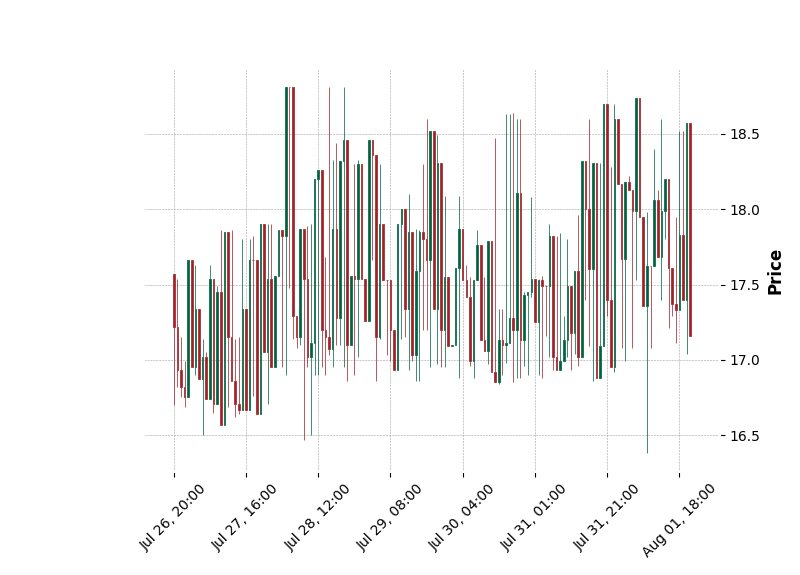 18.5
18.0
17.5
17.0
16.5
Price
Jul 26, 20:00
Jul 27, 16:00
Jul 28, 12:00
Jul 29, 08:00
Jul 30, 04:00
Jul 31, 01:00
Jul 31, 21:00
Aug 01, 18:00